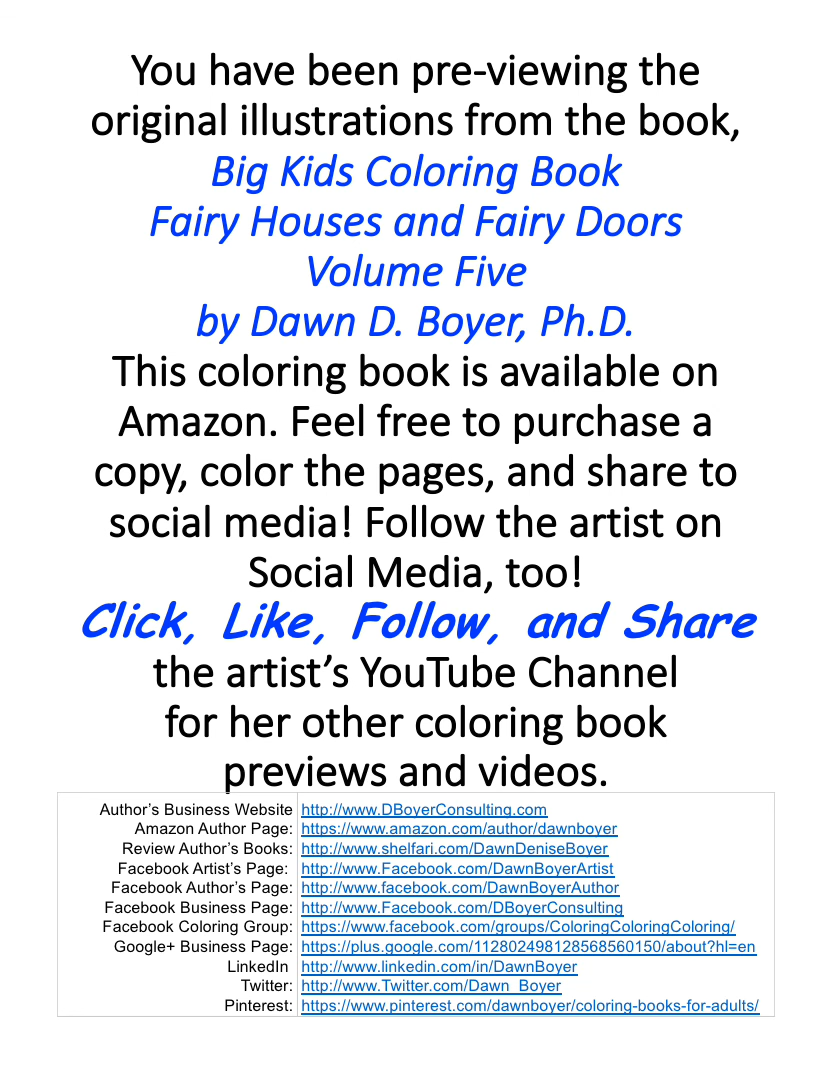 You have been pre-viewing the
original illustrations from the book,
Big Kids Coloring Book
Fairy Houses and Fairy Doors
Volume Five
by Dawn D. Boyer, Ph.D.
This coloring book is available on
Amazon. Feel free to purchase a
copy, color the pages, and share to
social media! Follow the artist on
Social Media, too!
Click, Like, Follow, and Share
the artist’s YouTube Channel
for her other coloring book
previews and videos.
Author’s Business Website http://www.DBoyerConsulting.com
Amazon Author Page: https://www.amazon.com/author/dawnboyer
Review Author’s Books: http://www.shelfari.com/DawnDeniseBoyer
Facebook Artist’s Page: http://www.Facebook.com/DawnBoyerArtist
Facebook Author’s Page: http://www.facebook.com/DawnBoyerAuthor
Facebook Business Page: http://www.Facebook.com/DBoyerConsulting
Facebook Coloring Group: https://www.facebook.com/groups/ColoringColoringColoring/
Google+ Business Page: https://plus.google.com/112802498128568560150/about?hl=en
LinkedIn http://www.linkedin.com/in/DawnBoyer
Twitter: http://www.Twitter.com/Dawn_Boyer
Pinterest: https://www.pinterest.com/dawnboyer/coloring-books-for-adults/